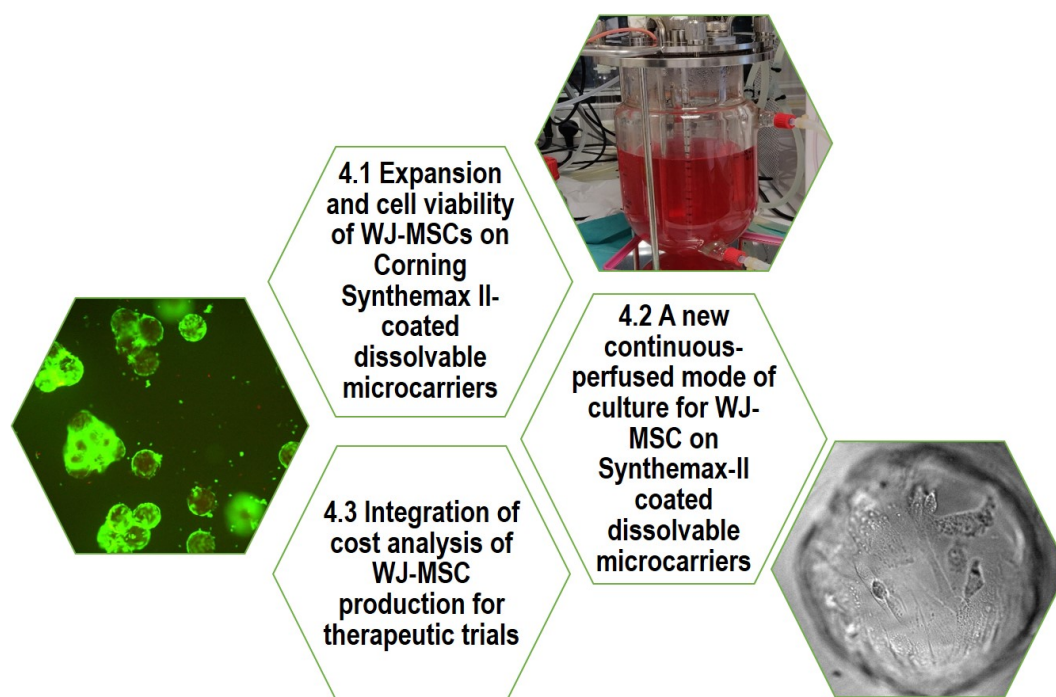 4.1 Expansion
and cell viability
of WJ-MSCs on
Corning
Synthemax II-
coated
dissolvable
microcarriers
4.2 A new
continuous-
perfused mode of
culture for WJ-
MSC on
Synthemax-II
coated
dissolvable
microcarriers
4.3 Integration of
cost analysis of
WJ-MSC
production for
therapeutic trials